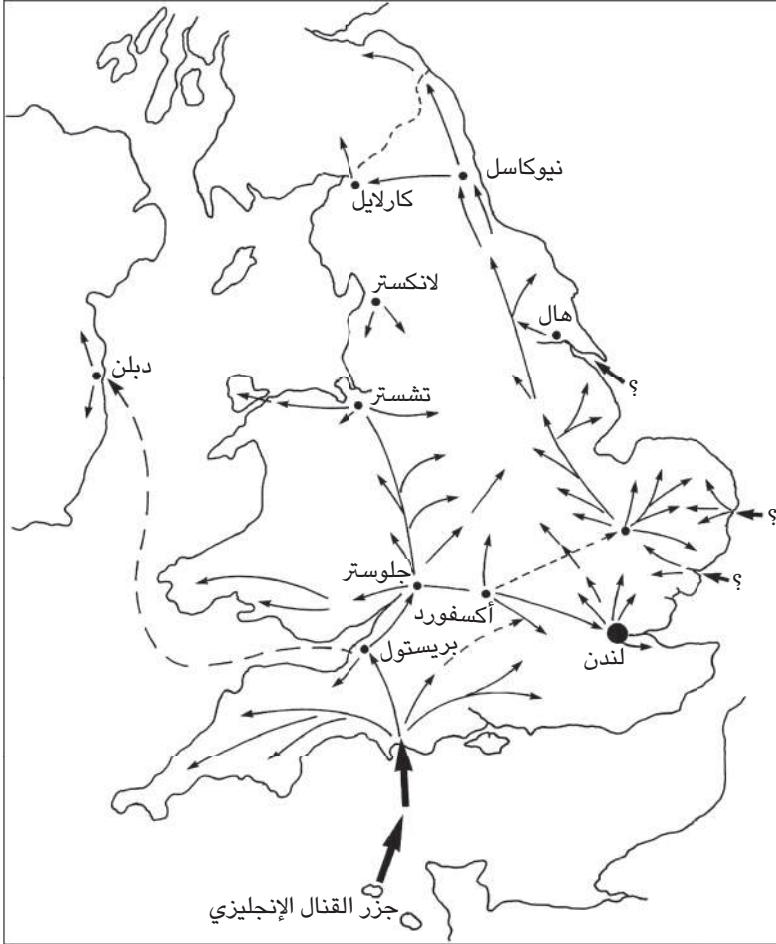 نيوكاسل
كارلايل
لانكستر
هال
دبلن
؟
تشستر
؟
جلوستر
؟
أكسفورد
بريستول
لندن
جزر القنال الإنجليزي